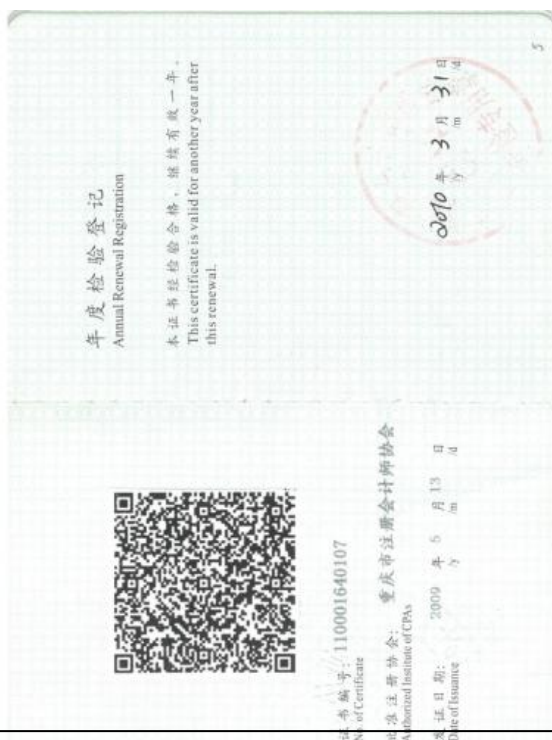 年度检验登记
Annual Renewal Registration
本证书经检验合格，继续有效一年。
This certificate is valid for another year after
this renewal.
2010 年 3 月 31 日
/y /m /d
5
证书编号： 110001640107
No. of Certificate
批准注册协会： 重庆市注册会计师协会
Authorized Institute of CPAs
发证日期： 2009 年 5 月 13 日
Date of Issuance /y /m /d